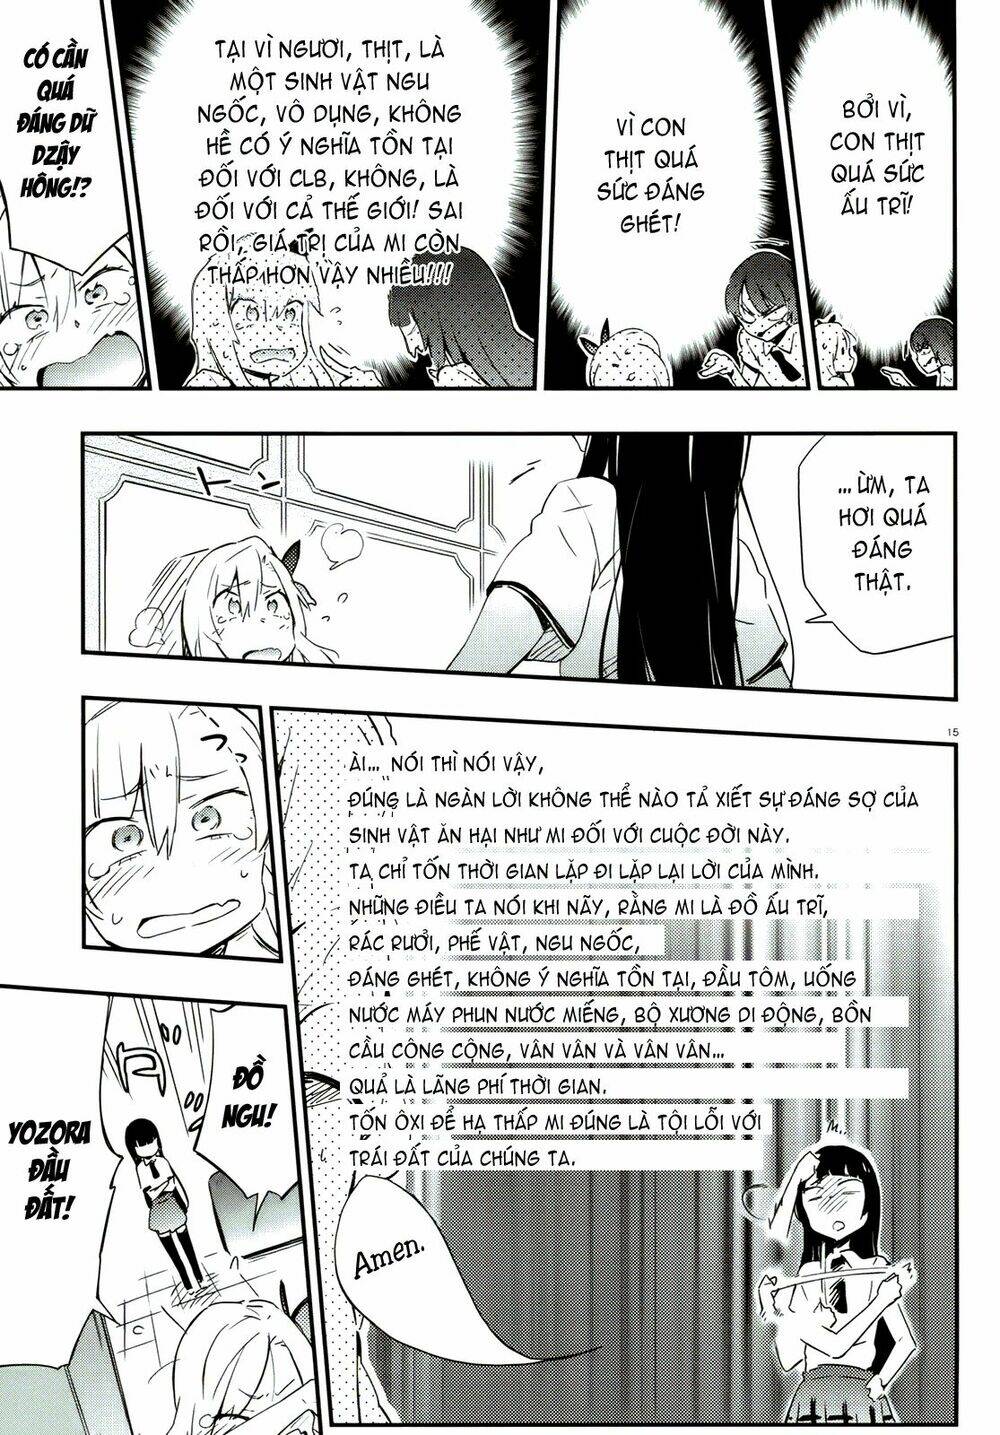 BỞI VÌ,
CON THỊT
QUÁ SỨC
ẤU TRĨ!
VÌ CON
THỊT QUÁ
SỨC ĐÁNG
GHÉT!
TẠI VÌ NGƯƠI, THỊT, LÀ
MỘT SINH VẬT NGU
NGỐC, VÔ DỤNG, KHÔNG
HỀ CÓ Ý NGHĨA TỒN TẠI
ĐỐI VỚI CLB, KHÔNG, LÀ
ĐỐI VỚI CẢ THẾ GIỚI! SAI
RỒI, GIÁ TRỊ CỦA MI CÒN
THẤP HƠN VẬY NHIỀU!!!
CÓ CẦN
QUÁ
ĐÁNG DỮ
DZẬY
HÔNG!?
...ỪM, TA
HƠI QUÁ
ĐÁNG
THẬT.
トン
15
ÀI... NÓI THÌ NÓI VẬY,
ĐÚNG LÀ NGÀN LỜI KHÔNG THỂ NÀO TẢ XIẾT SỰ ĐÁNG SỢ CỦA
SINH VẬT ĂN HẠI NHƯ MI ĐỐI VỚI CUỘC ĐỜI NÀY.
TA CHỈ TỐN THỜI GIAN LẶP ĐI LẶP LẠI LỜI CỦA MÌNH.
NHỮNG ĐIỀU TA NÓI KHI NÃY, RẰNG MI LÀ ĐỒ ẤU TRĨ,
RÁC RƯỞI, PHẾ VẬT, NGU NGỐC,
ĐÁNG GHÉT, KHÔNG Ý NGHĨA TỒN TẠI, ĐẦU TÔM, UỐNG
NƯỚC MÁY PHUN NƯỚC MIẾNG, BỘ XƯƠNG DI ĐỘNG, BỒN
CẦU CÔNG CỘNG, VÂN VÂN VÀ VÂN VÂN...
QUẢ LÀ LÃNG PHÍ THỜI GIAN.
TỐN ÔXI ĐỂ HẠ THẤP MI ĐÚNG LÀ TỘI LỖI VỚI
TRÁI ĐẤT CỦA CHÚNG TA.
Amen.
ĐỒ
NGU!
YOZORA
ĐẦU
ĐẤT!